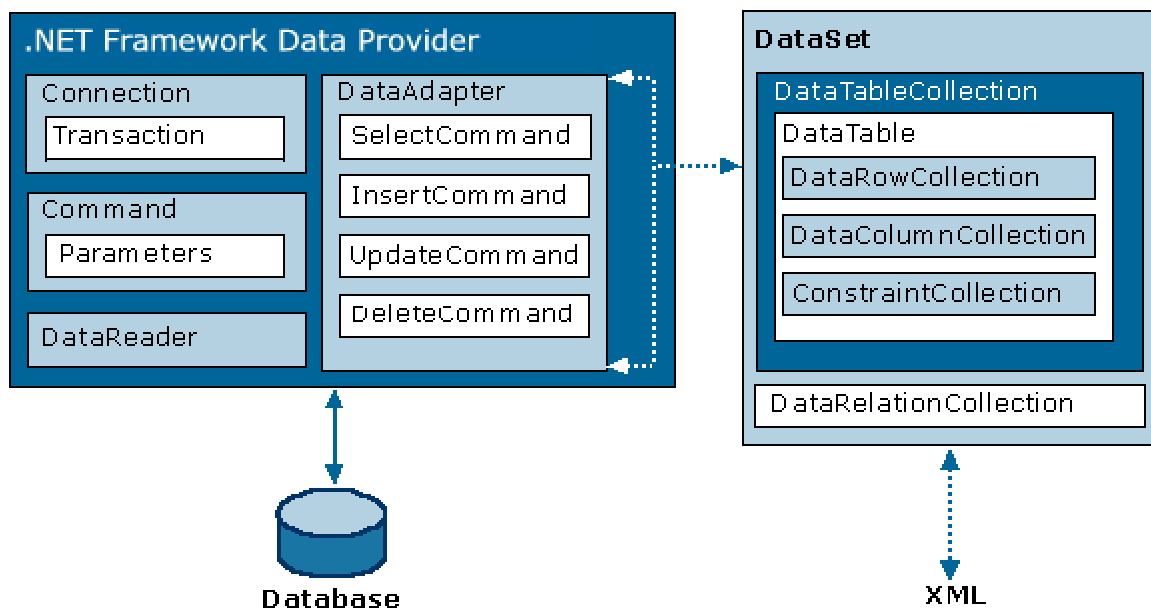 .NET Framework Data Provider
Connection
Transaction
Command
Parameters
DataReader
DataAdapter
SelectCommand
InsertCommand
UpdateCommand
DeleteCommand
Database
DataSet
DataTableCollection
DataTable
DataRowCollection
DataColumnCollection
ConstraintCollection
DataRelationCollection
XML